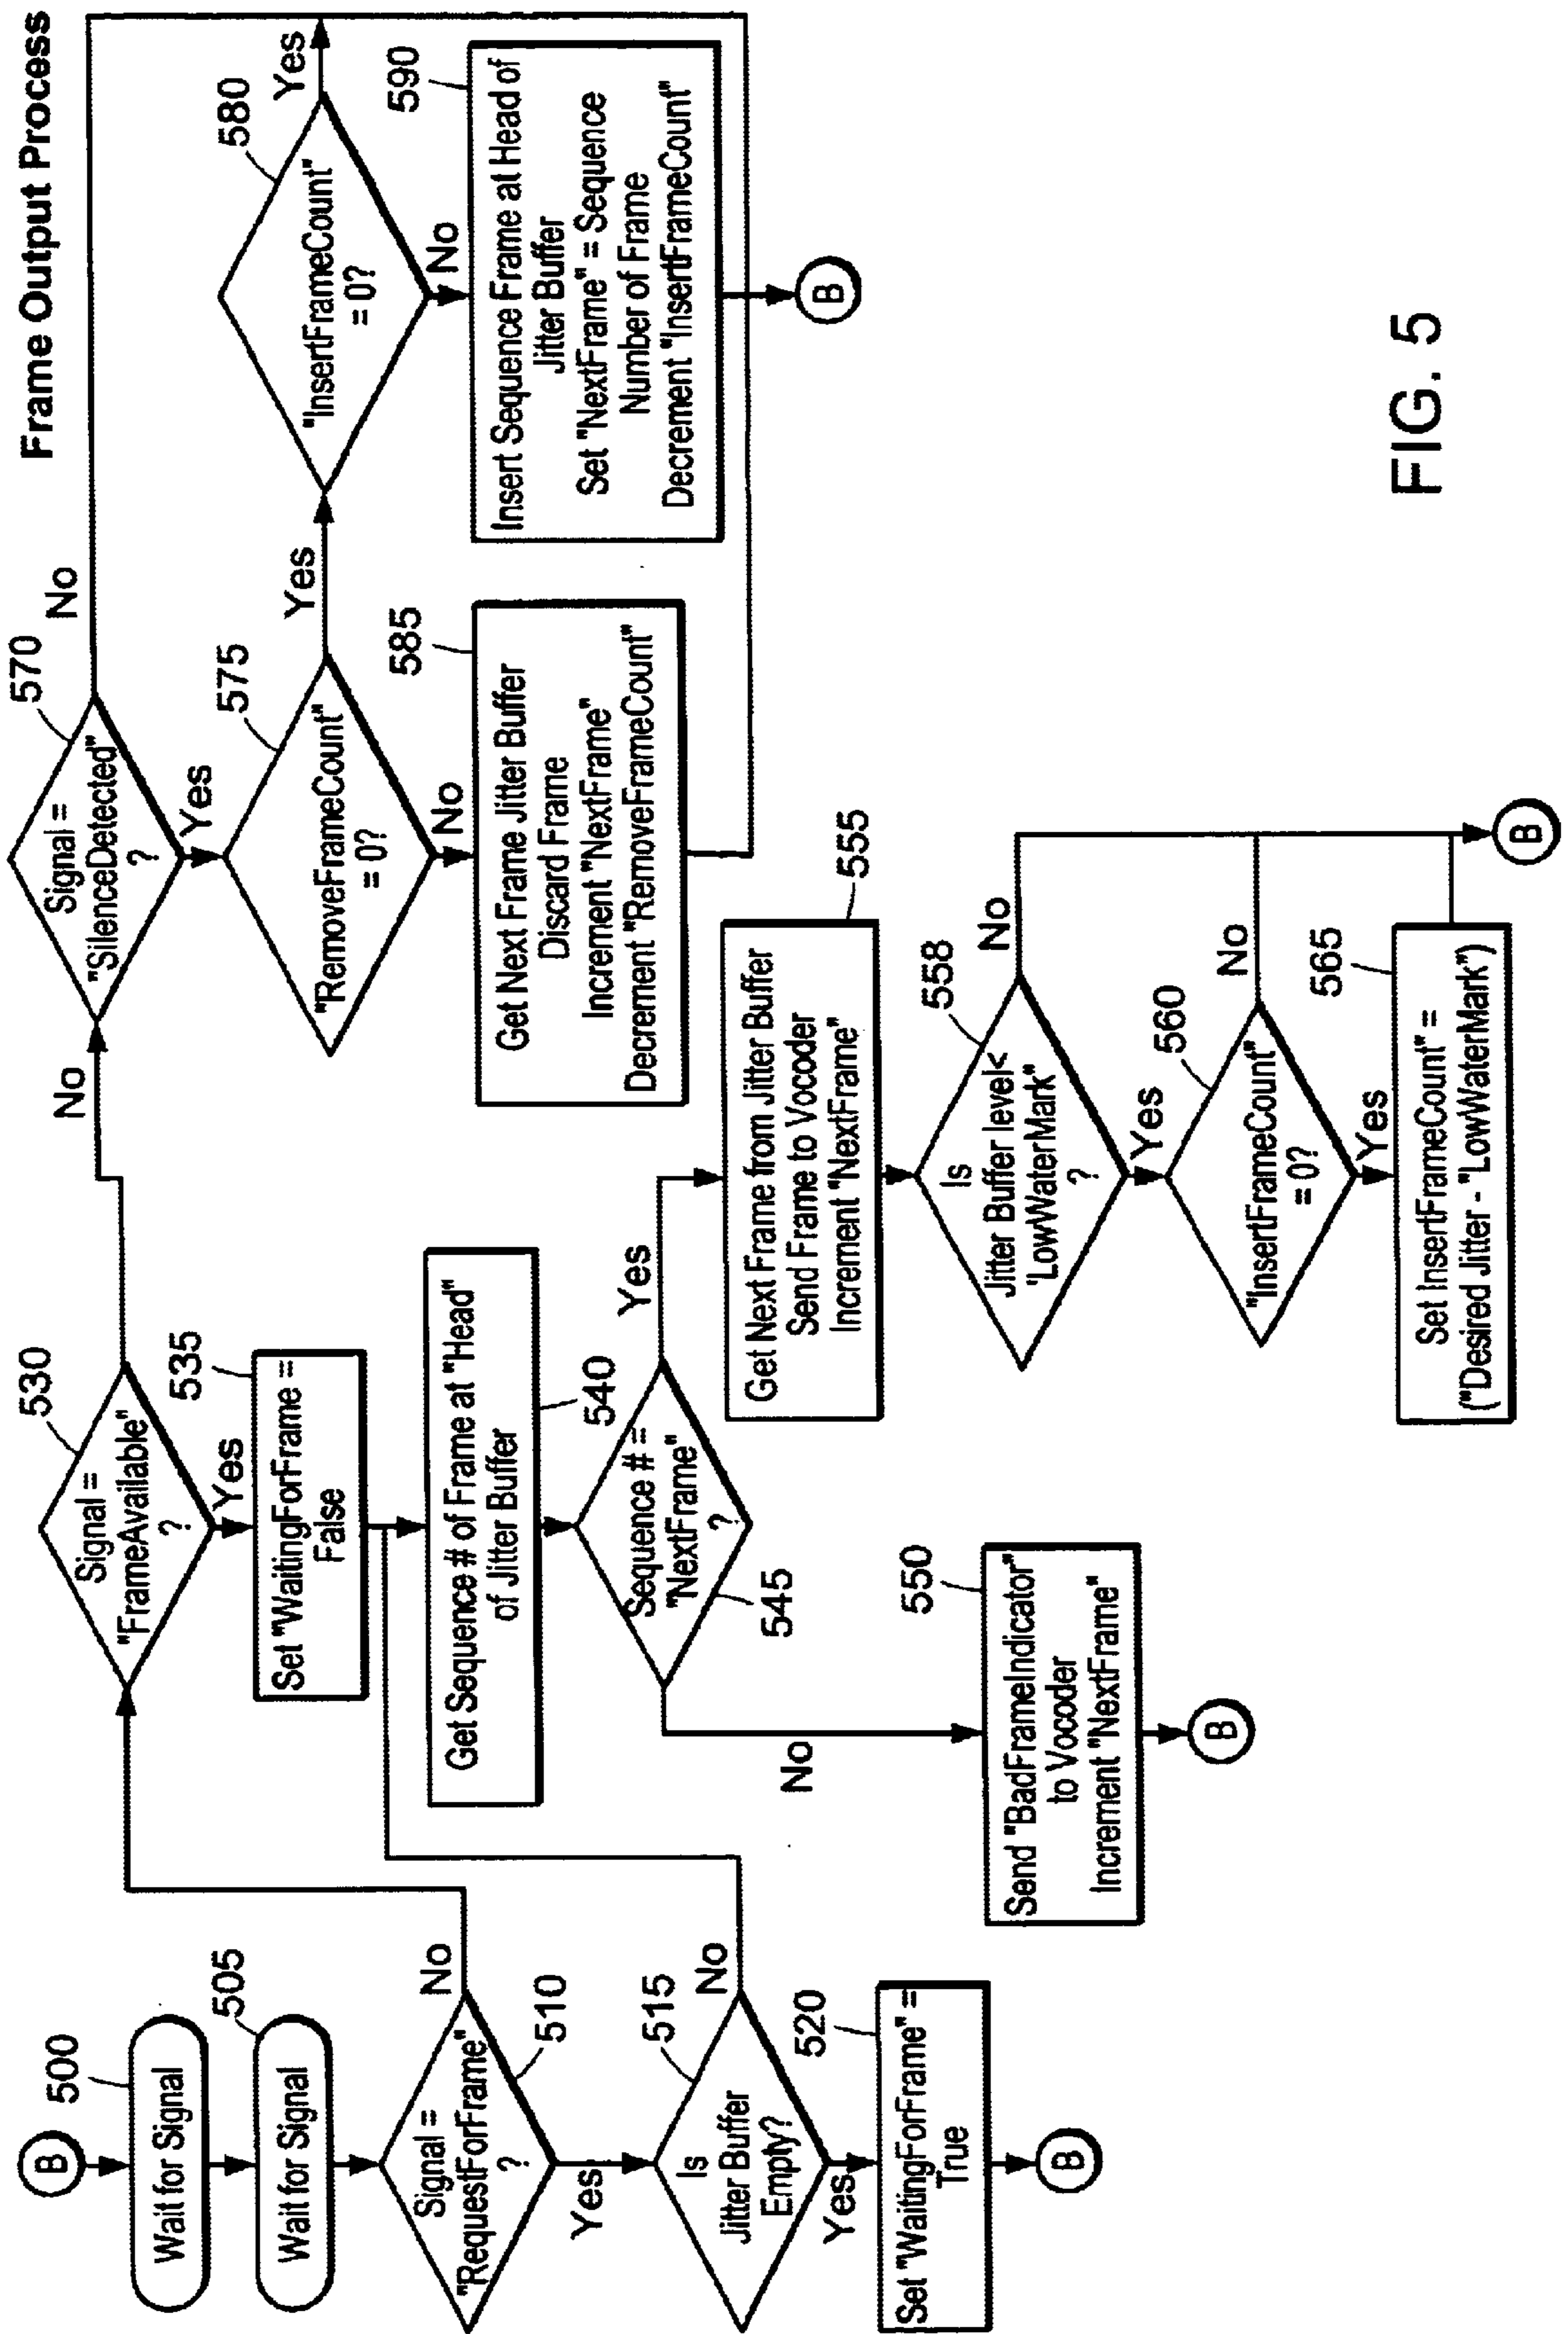 Frame Output Process
B
500
Wait for Signal
505
Wait for Signal
Signal =
"RequestForFrame"
?
510
No
Yes
Is
Jitter Buffer
Empty?
515
No
Yes
520
Set "WaitingForFrame" =
True
B
530
Signal =
"FrameAvailable"
?
No
Yes
535
Set "WaitingForFrame =
False
Get Sequence # of Frame at "Head"
of Jitter Buffer
540
Sequence # =
"NextFrame"
?
545
Yes
No
550
Send "BadFrameIndicator"
to Vocoder
Increment "NextFrame"
B
555
Get Next Frame from Jitter Buffer
Send Frame to Vocoder
Increment "NextFrame"
558
Is
Jitter Buffer level<
'LowWaterMark"
?
No
Yes
560
"InsertFrameCount"
= 0?
No
Yes
565
Set InsertFrameCount" =
("Desired Jitter - "LowWaterMark")
B
570
Signal =
"SilenceDetected"
?
No
Yes
575
"RemoveFrameCount"
= 0?
Yes
No
585
Get Next Frame Jitter Buffer
Discard Frame
Increment "NextFrame"
Decrement "RemoveFrameCount"
580
"InsertFrameCount"
= 0?
Yes
No
590
Insert Sequence Frame at Head of
Jitter Buffer
Set "NextFrame" = Sequence
Number of Frame
Decrement "InsertFrameCount"
B
FIG. 5